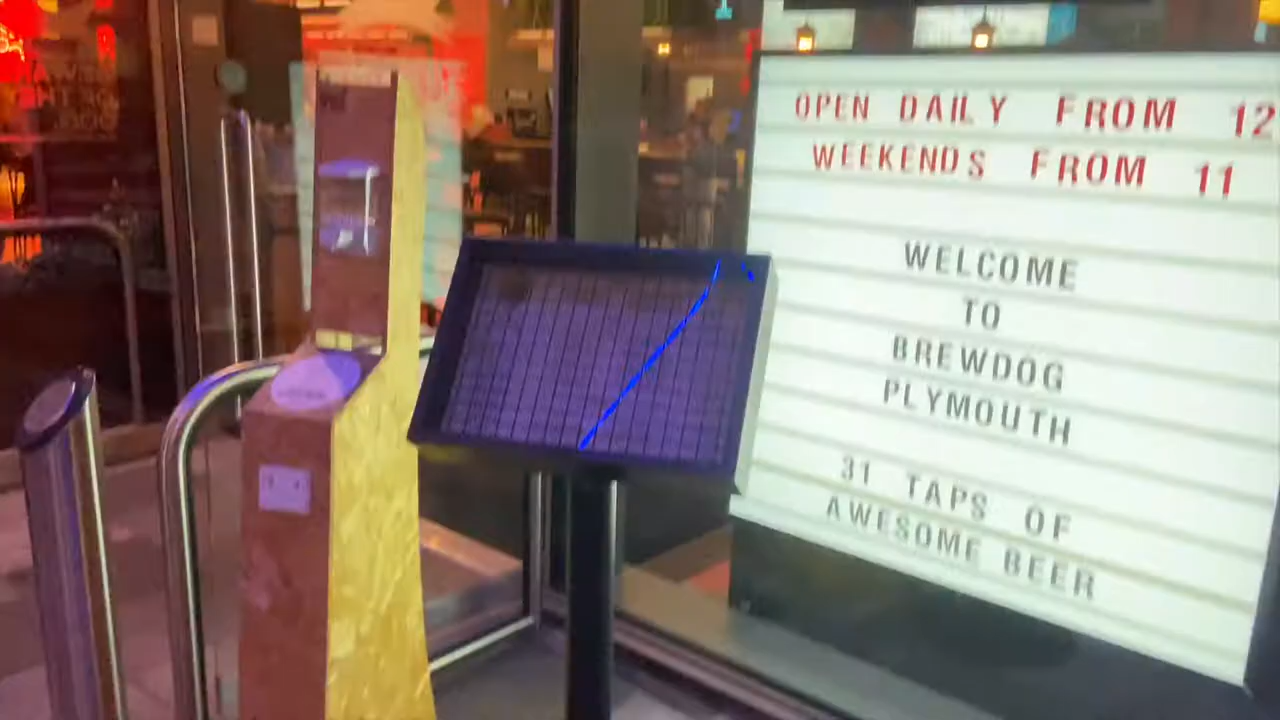 OPEN DAILY FROM 12
WEEKENDS FROM 11
WELCOME
TO
BREWDOG
PLYMOUTH
31 TAPS OF
AWESOME BEER